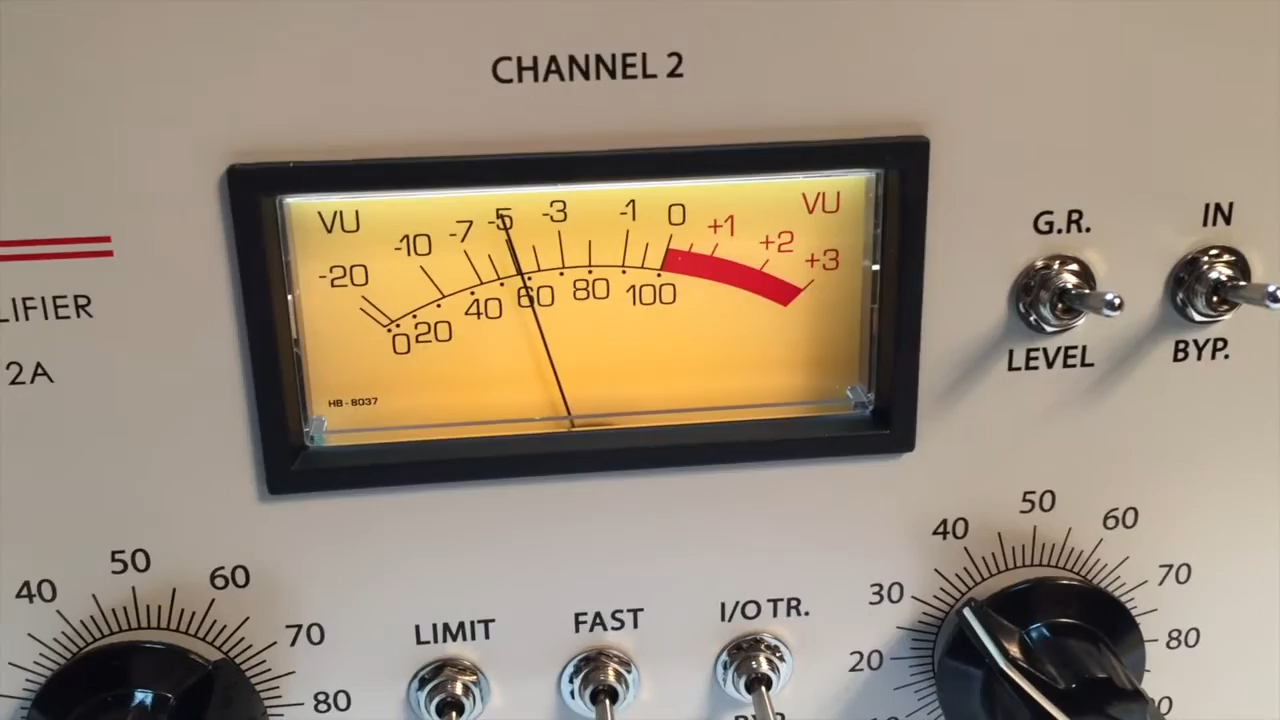 CHANNEL 2
VU
-20
-10
-7
-5
-3
-1
0
+1
+2
+3
VU
0
20
40
60
80
100
HB - 8037
LIFIER
2A
G.R.
LEVEL
IN
BYP.
40
50
60
70
80
LIMIT
FAST
I/O TR.
20
30
40
50
60
70
80